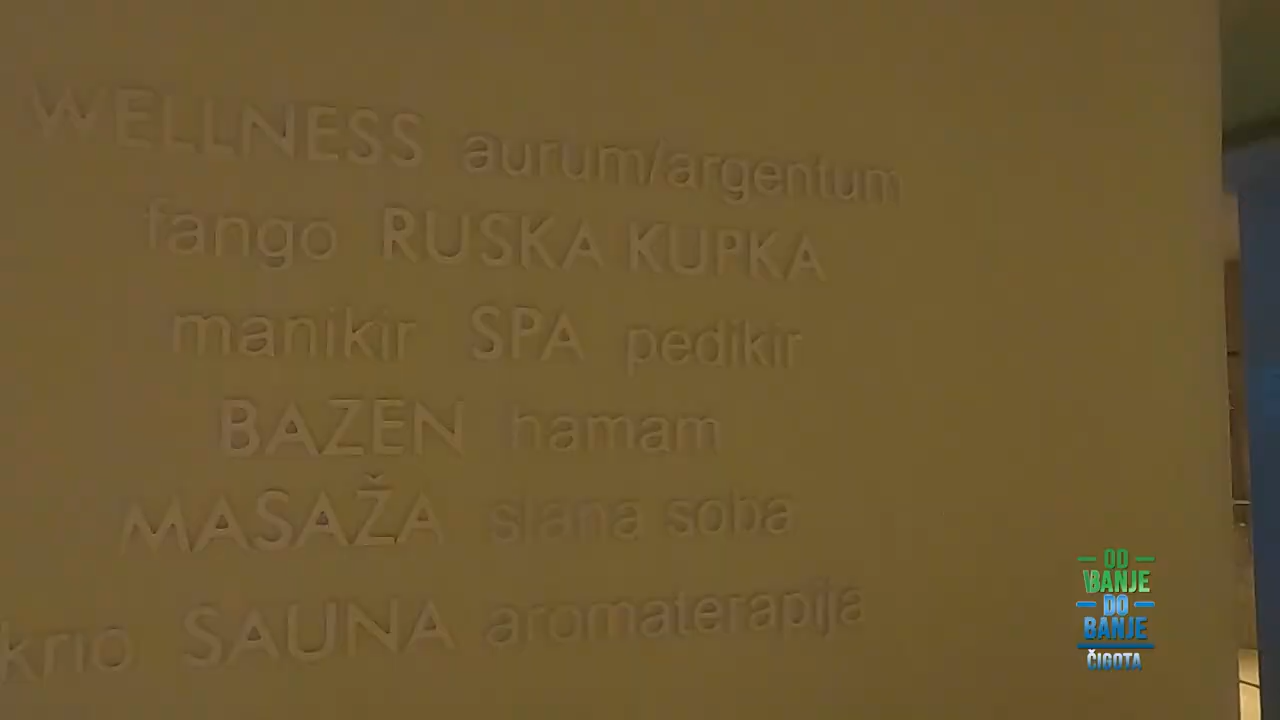 WELLNESS aurum/argentum
fango RUSKA KUPKA
manikir SPA pedikir
BAZEN hamam
MASAŽA slana soba
krio SAUNA aromaterapija
OD
BANJE
DO
BANJE
ČIGOTA